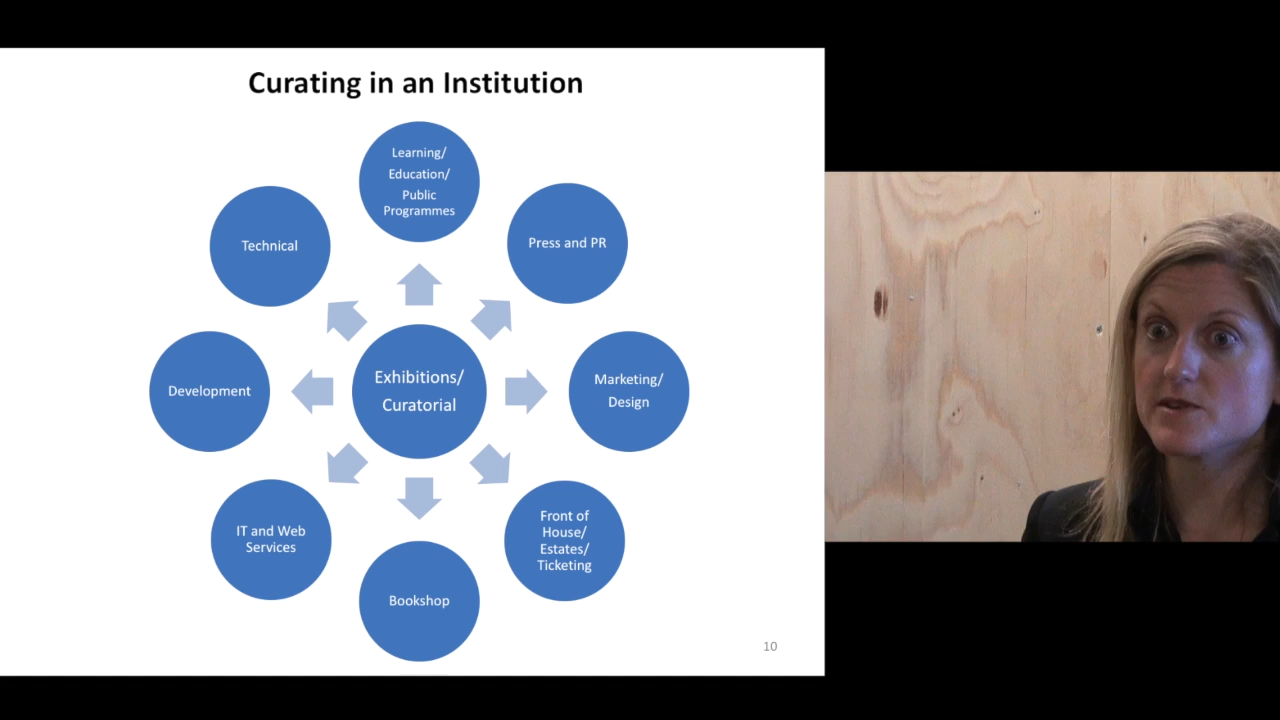 Curating in an Institution
Learning/
Education/
Public
Programmes
Press and PR
Marketing/
Design
Front of
House/
Estates/
Ticketing
Bookshop
IT and Web
Services
Development
Technical
Exhibitions/
Curatorial
10